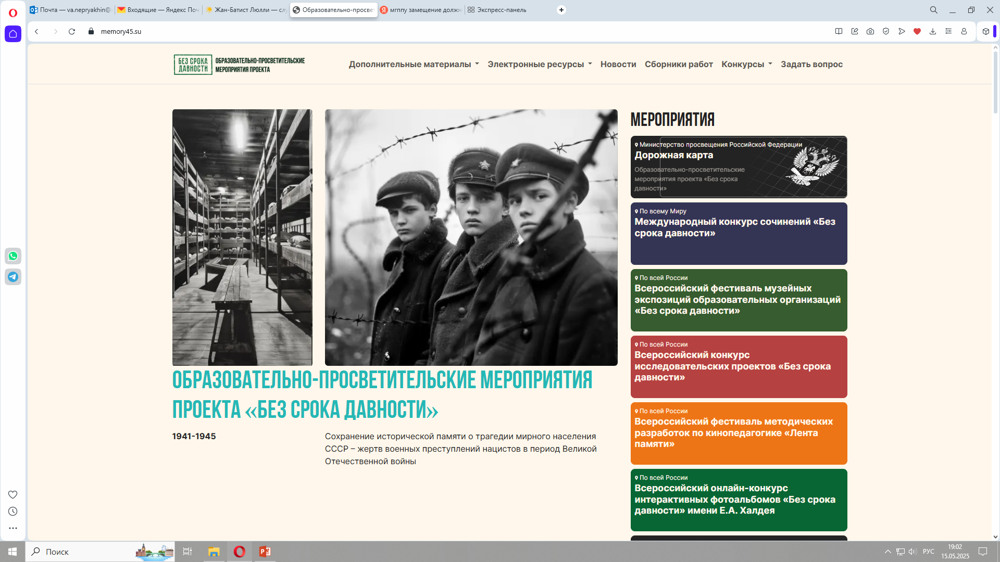 Почта — va.nepryakhin@
Входящие — Яндекс Поч
Жан-Батист Люлли — слу
Образовательно-просвет
мгппу замещение должн
Экспресс-панель
memory45.su
БЕЗ СРОКА
ДАВНОСТИ
ОБРАЗОВАТЕЛЬНО-ПРОСВЕТИТЕЛЬСКИЕ
МЕРОПРИЯТИЯ ПРОЕКТА
Дополнительные материалы
Электронные ресурсы
Новости
Сборники работ
Конкурсы
Задать вопрос
ОБРАЗОВАТЕЛЬНО-ПРОСВЕТИТЕЛЬСКИЕ МЕРОПРИЯТИЯ
ПРОЕКТА «БЕЗ СРОКА ДАВНОСТИ»
1941-1945
Сохранение исторической памяти о трагедии мирного населения
СССР – жертв военных преступлений нацистов в период Великой
Отечественной войны
МЕРОПРИЯТИЯ
Министерство просвещения Российской Федерации
Дорожная карта
Образовательно-просветительские
мероприятия проекта «Без срока
давности»
По всему Миру
Международный конкурс сочинений «Без
срока давности»
По всей России
Всероссийский фестиваль музейных
экспозиций образовательных организаций
«Без срока давности»
По всей России
Всероссийский конкурс
исследовательских проектов «Без срока
давности»
По всей России
Всероссийский фестиваль методических
разработок по кинопедагогике «Лента
памяти»
По всей России
Всероссийский онлайн-конкурс
интерактивных фотоальбомов «Без срока
давности» имени Е.А. Халдея
Поиск
РУС
19:02
15.05.2025